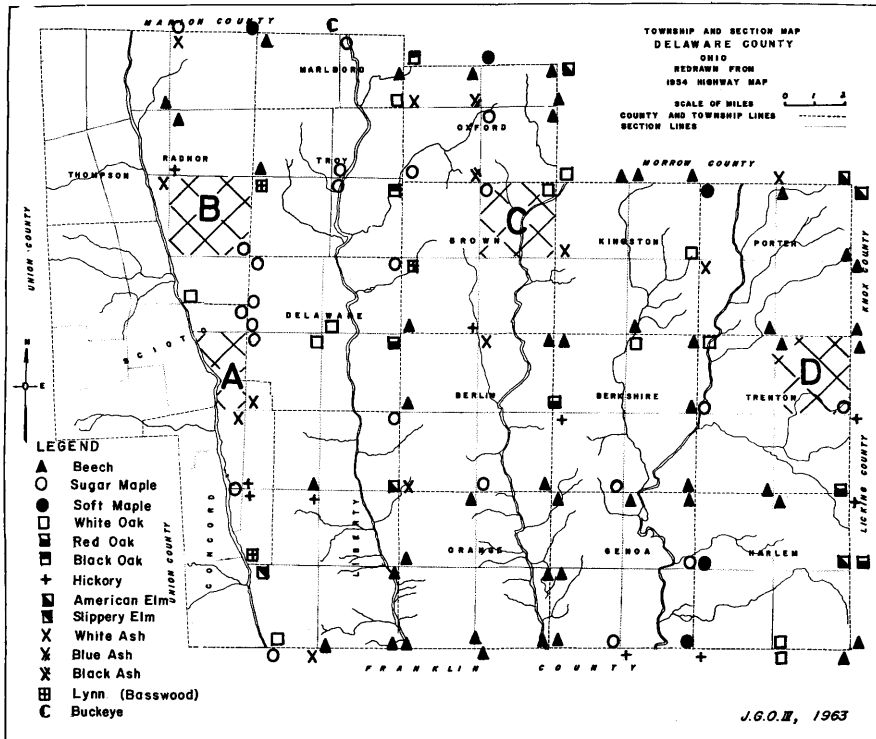 MARION COUNTY
TOWNSHIP AND SECTION MAP
DELAWARE COUNTY
OHIO
REDRAWN FROM
1954 HIGHWAY MAP
SCALE OF MILES
0 1 2
COUNTY AND TOWNSHIP LINES
SECTION LINES
MARLBORO
OXFORD
THOMPSON
RADNOR
TROY
MORROW COUNTY
B
C
BROWN
KINGSTON
PORTER
UNION COUNTY
KNOX COUNTY
DELAWARE
SCIOTO
N
E
A
D
BERLIN
BERKSHIRE
TRENTON
LEGEND
Beech
Sugar Maple
Soft Maple
White Oak
Red Oak
Black Oak
Hickory
American Elm
Slippery Elm
White Ash
Blue Ash
Black Ash
Lynn (Basswood)
Buckeye
LICKING COUNTY
UNION COUNTY
CONCORD
LIBERTY
ORANGE
GENOA
HARLEM
FRANKLIN COUNTY
J.G.O. III, 1963